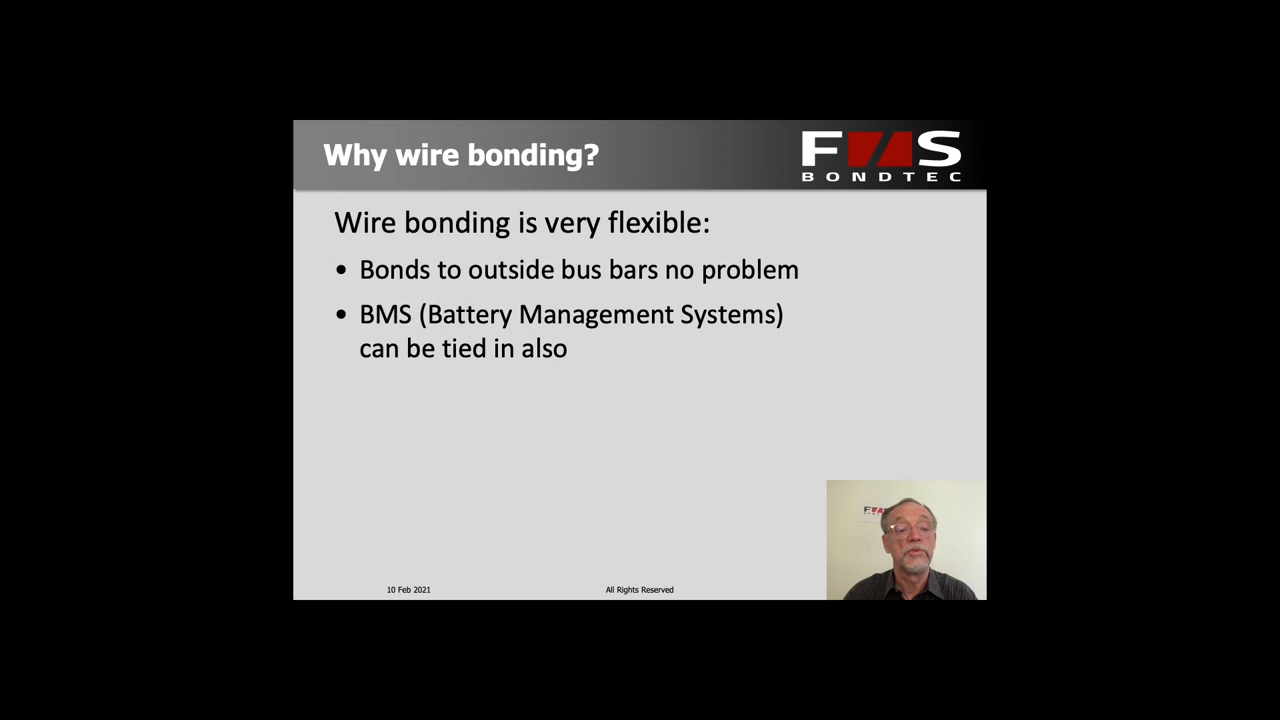 Why wire bonding?
F S
BONDTEC
Wire bonding is very flexible:
• Bonds to outside bus bars no problem
• BMS (Battery Management Systems)
can be tied in also
10 Feb 2021
All Rights Reserved